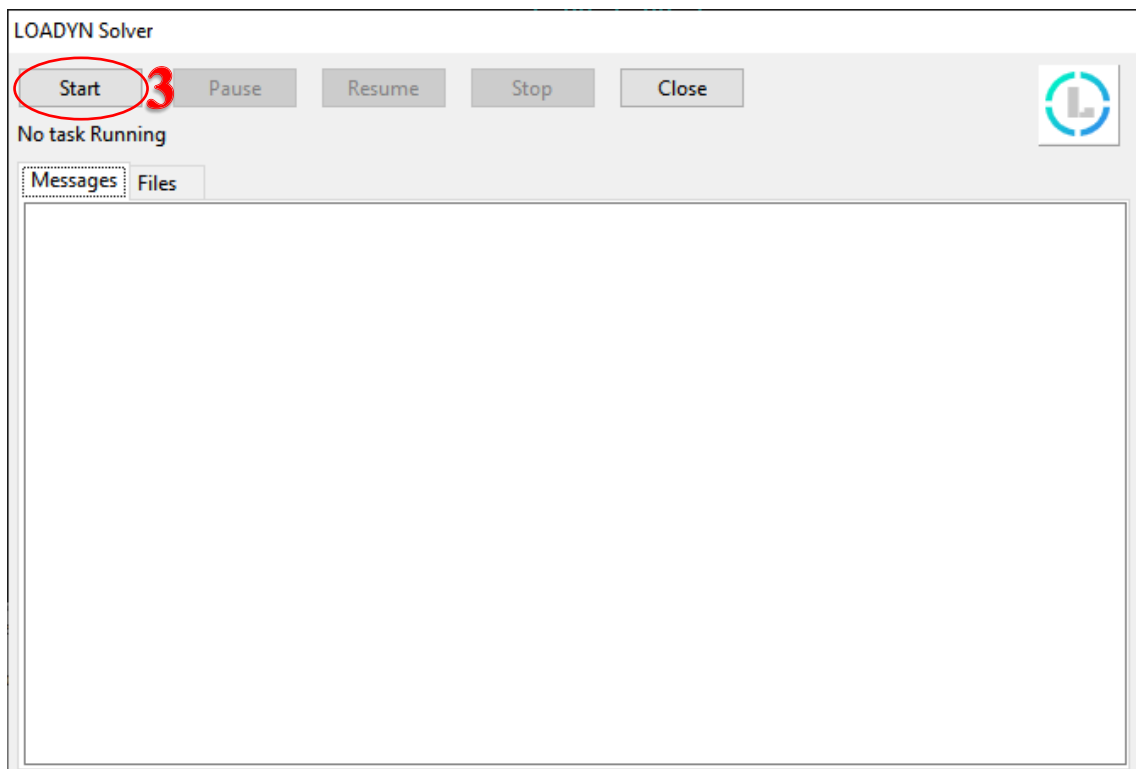 LOADYN Solver
Start 3 Pause Resume Stop Close
L
No task Running
Messages Files